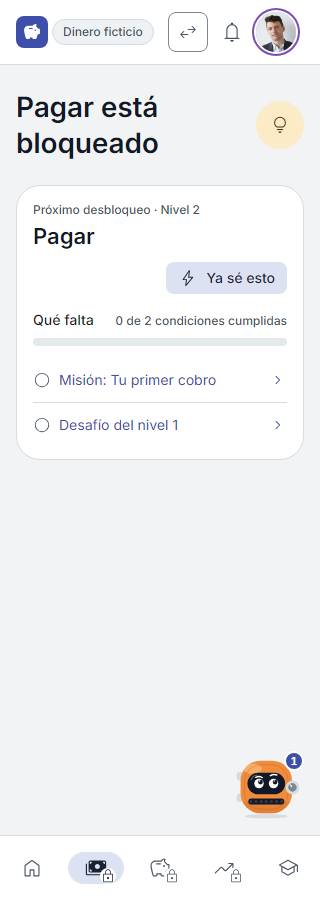 Dinero ficticio
Pagar está
bloqueado
Próximo desbloqueo · Nivel 2
Pagar
Ya sé esto
Qué falta
0 de 2 condiciones cumplidas
Misión: Tu primer cobro
Desafío del nivel 1
1